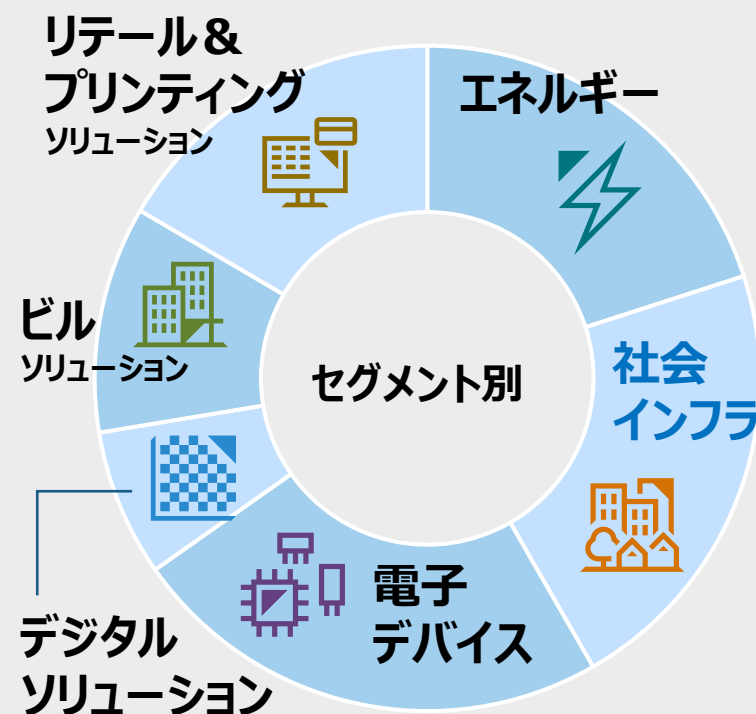 リテール＆
プリンティング
ソリューション
エネルギー
ビル
ソリューション
セグメント別
社会
インフラ
電子
デバイス
デジタル
ソリューション